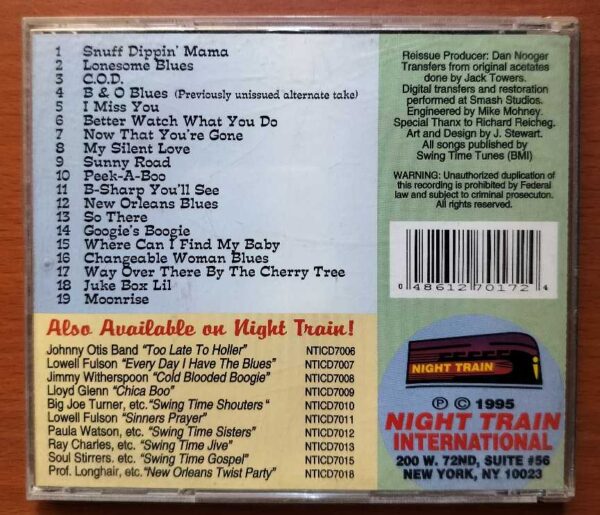 1 Snuff Dippin' Mama
2 Lonesome Blues
3 C.O.D.
4 B & O Blues (Previously unissued alternate take)
5 I Miss You
6 Better Watch What You Do
7 Now That You're Gone
8 My Silent Love
9 Sunny Road
10 Peek-A-Boo
11 B-Sharp You'll See
12 New Orleans Blues
13 So There
14 Googie's Boogie
15 Where Can I Find My Baby
16 Changeable Woman Blues
17 Way Over There By The Cherry Tree
18 Juke Box Lil
19 Moonrise
Also Available on Night Train!
Johnny Otis Band "Too Late To Holler" NTICD7006
Lowell Fulson "Every Day I Have The Blues" NTICD7007
Jimmy Witherspoon "Cold Blooded Boogie" NTICD7008
Lloyd Glenn "Chica Boo" NTICD7009
Big Joe Turner, etc. "Swing Time Shouters" NTICD7010
Lowell Fulson "Sinners Prayer" NTICD7011
Paula Watson, etc. "Swing Time Sisters" NTICD7012
Ray Charles, etc. "Swing Time Jive" NTICD7013
Soul Stirrers. etc. "Swing Time Gospel" NTICD7015
Prof. Longhair, etc. "New Orleans Twist Party" NTICD7018
Reissue Producer: Dan Nooger
Transfers from original acetates
done by Jack Towers.
Digital transfers and restoration
performed at Smash Studios.
Engineered by Mike Mohney.
Special Thanx to Richard Reicheg.
Art and Design by J. Stewart.
All songs published by
Swing Time Tunes (BMI)
WARNING: Unauthorized duplication of
this recording is prohibited by Federal
law and subject to criminal prosecuton.
All rights reserved.
0 48612 70172 4
NIGHT TRAIN
℗ © 1995
NIGHT TRAIN
INTERNATIONAL
200 W. 72ND, SUITE #56
NEW YORK, NY 10023